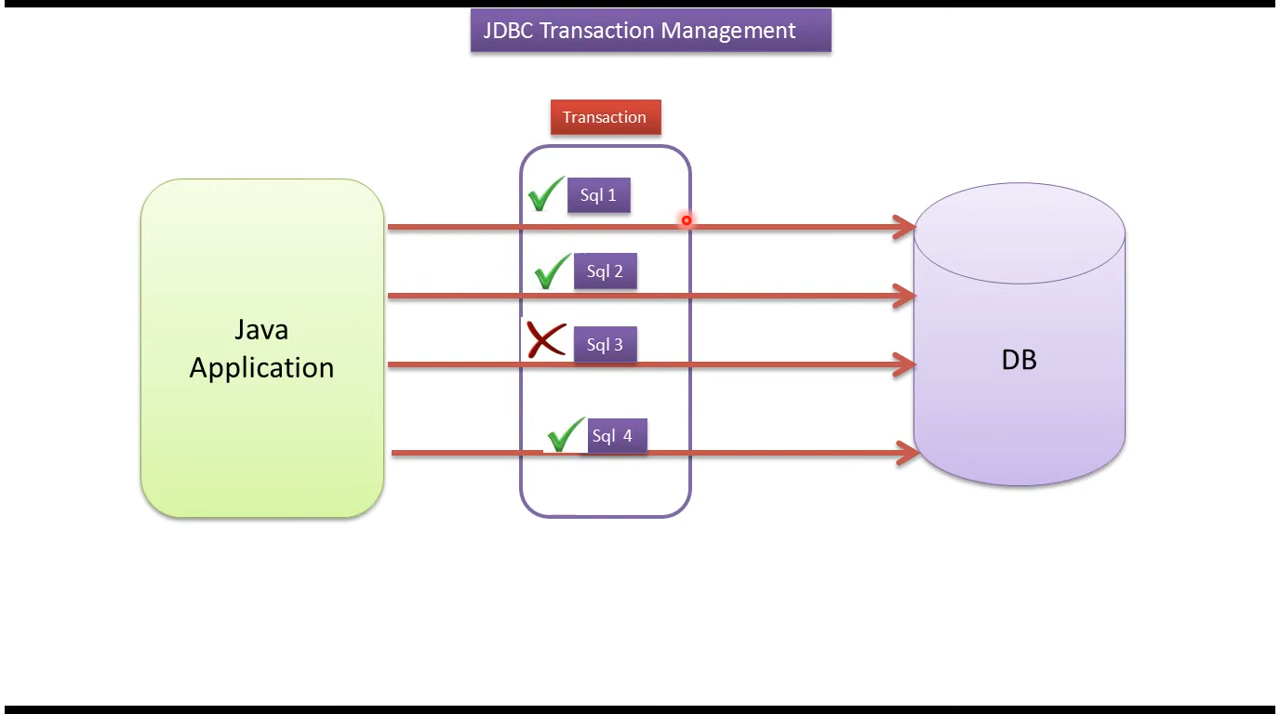 JDBC Transaction Management
Transaction
Sql 1
Sql 2
Sql 3
Sql 4
Java
Application
DB